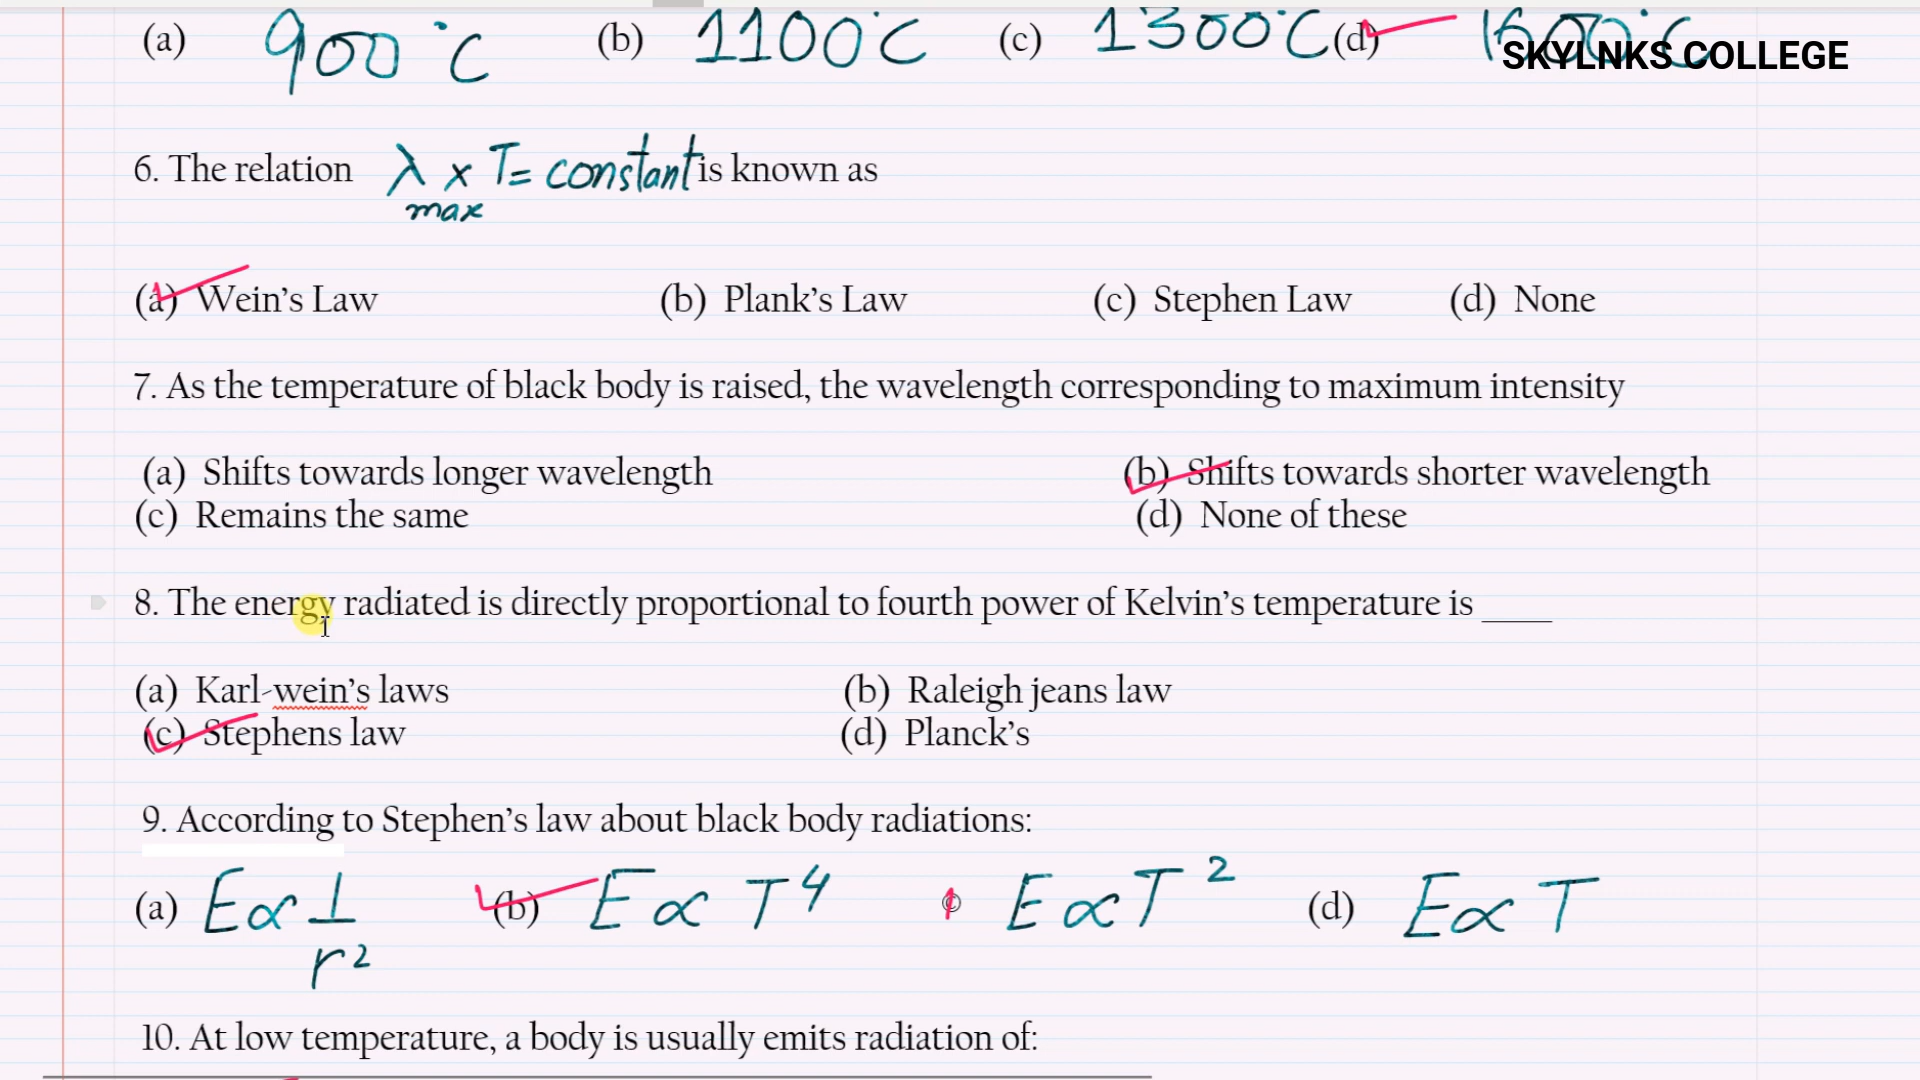 (a) 900°C (b) 1100°C (c) 1300°C (d) 1600°C
SKYLNKS COLLEGE
6. The relation λmax x T = constant is known as
(a) Wein's Law (b) Plank's Law (c) Stephen Law (d) None
7. As the temperature of black body is raised, the wavelength corresponding to maximum intensity
(a) Shifts towards longer wavelength (b) Shifts towards shorter wavelength
(c) Remains the same (d) None of these
8. The energy radiated is directly proportional to fourth power of Kelvin's temperature is ____
(a) Karl-wein's laws (b) Raleigh jeans law
(c) Stephens law (d) Planck's
9. According to Stephen's law about black body radiations:
(a) E∝1/r² (b) E∝T⁴ © E∝T² (d) E∝T
10. At low temperature, a body is usually emits radiation of: